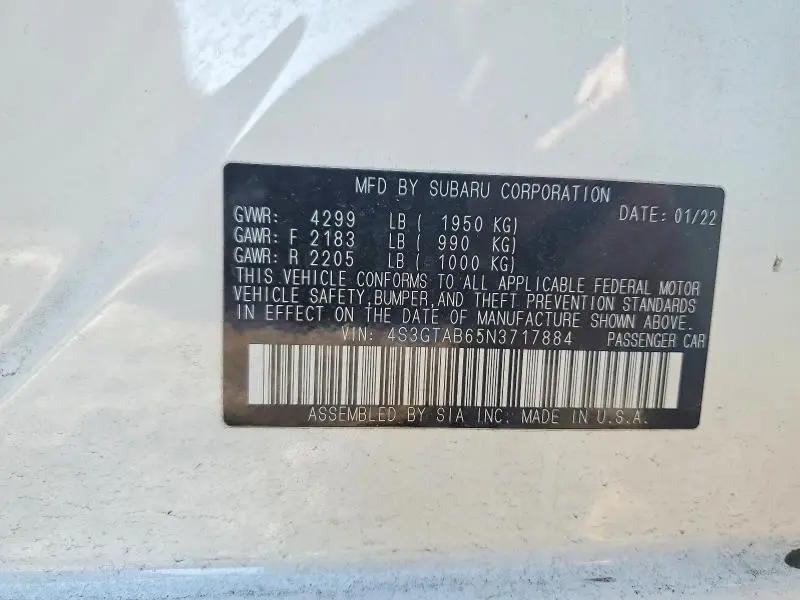 MFD BY SUBARU CORPORATION
DATE: 01/22
GVWR: 4299 LB ( 1950 KG)
GAWR: F 2183 LB ( 990 KG)
GAWR: R 2205 LB ( 1000 KG)
THIS VEHICLE CONFORMS TO ALL APPLICABLE FEDERAL MOTOR
VEHICLE SAFETY,BUMPER,AND THEFT PREVENTION STANDARDS
IN EFFECT ON THE DATE OF MANUFACTURE SHOWN ABOVE.
VIN: 4S3GTAB65N3717884 PASSENGER CAR
ASSEMBLED BY SIA INC. MADE IN U.S.A.